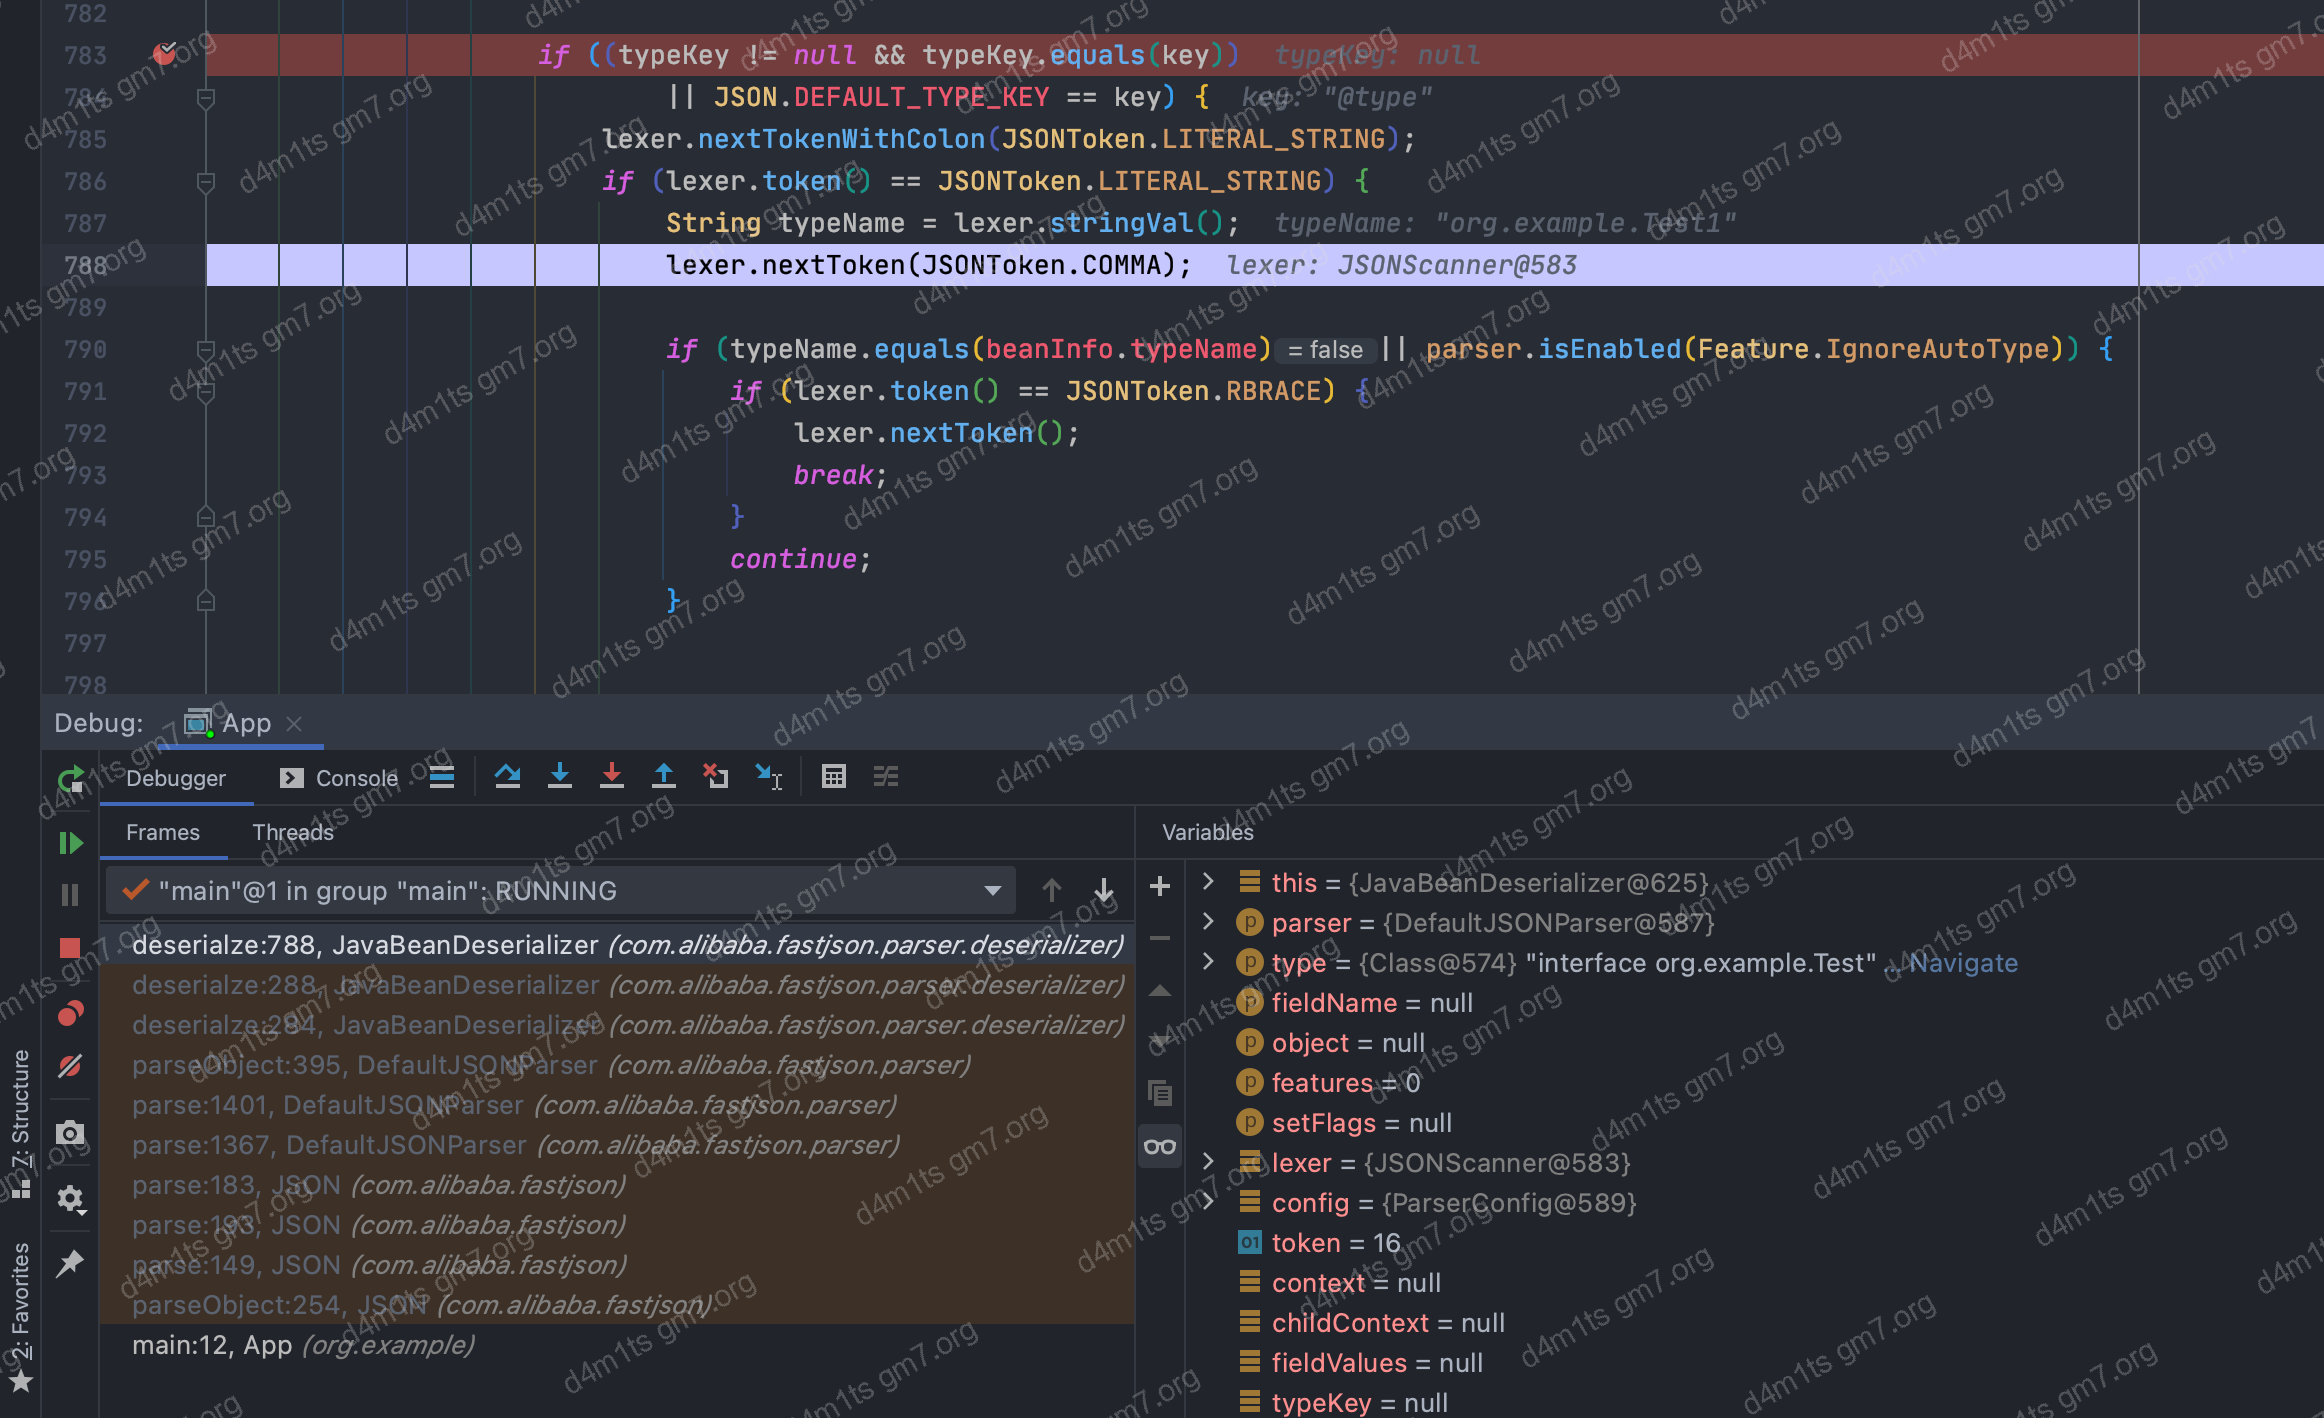 782
783 if ((typeKey != null && typeKey.equals(key)) typeKey: null
784 || JSON.DEFAULT_TYPE_KEY == key) { key: "@type"
785 lexer.nextTokenWithColon(JSONToken.LITERAL_STRING);
786 if (lexer.token() == JSONToken.LITERAL_STRING) {
787 String typeName = lexer.stringVal(); typeName: "org.example.Test1"
788 lexer.nextToken(JSONToken.COMMA); lexer: JSONScanner@583
789
790 if (typeName.equals(beanInfo.typeName) = false || parser.isEnabled(Feature.IgnoreAutoType)) {
791 if (lexer.token() == JSONToken.RBRACE) {
792 lexer.nextToken();
793 break;
794 }
795 continue;
796 }
797
798
Debug: App
Debugger Console
Frames Threads
"main"@1 in group "main": RUNNING
deserialze:788, JavaBeanDeserializer (com.alibaba.fastjson.parser.deserializer)
deserialze:288, JavaBeanDeserializer (com.alibaba.fastjson.parser.deserializer)
deserialze:284, JavaBeanDeserializer (com.alibaba.fastjson.parser.deserializer)
parseObject:395, DefaultJSONParser (com.alibaba.fastjson.parser)
parse:1401, DefaultJSONParser (com.alibaba.fastjson.parser)
parse:1367, DefaultJSONParser (com.alibaba.fastjson.parser)
parse:183, JSON (com.alibaba.fastjson)
parse:193, JSON (com.alibaba.fastjson)
parse:149, JSON (com.alibaba.fastjson)
parseObject:254, JSON (com.alibaba.fastjson)
main:12, App (org.example)
Variables
this = {JavaBeanDeserializer@625}
parser = {DefaultJSONParser@587}
type = {Class@574} "interface org.example.Test" ... Navigate
fieldName = null
object = null
features = 0
setFlags = null
lexer = {JSONScanner@583}
config = {ParserConfig@589}
01 token = 16
context = null
childContext = null
fieldValues = null
typeKey = null
7: Structure
2: Favorites
d4m1ts gm7.org